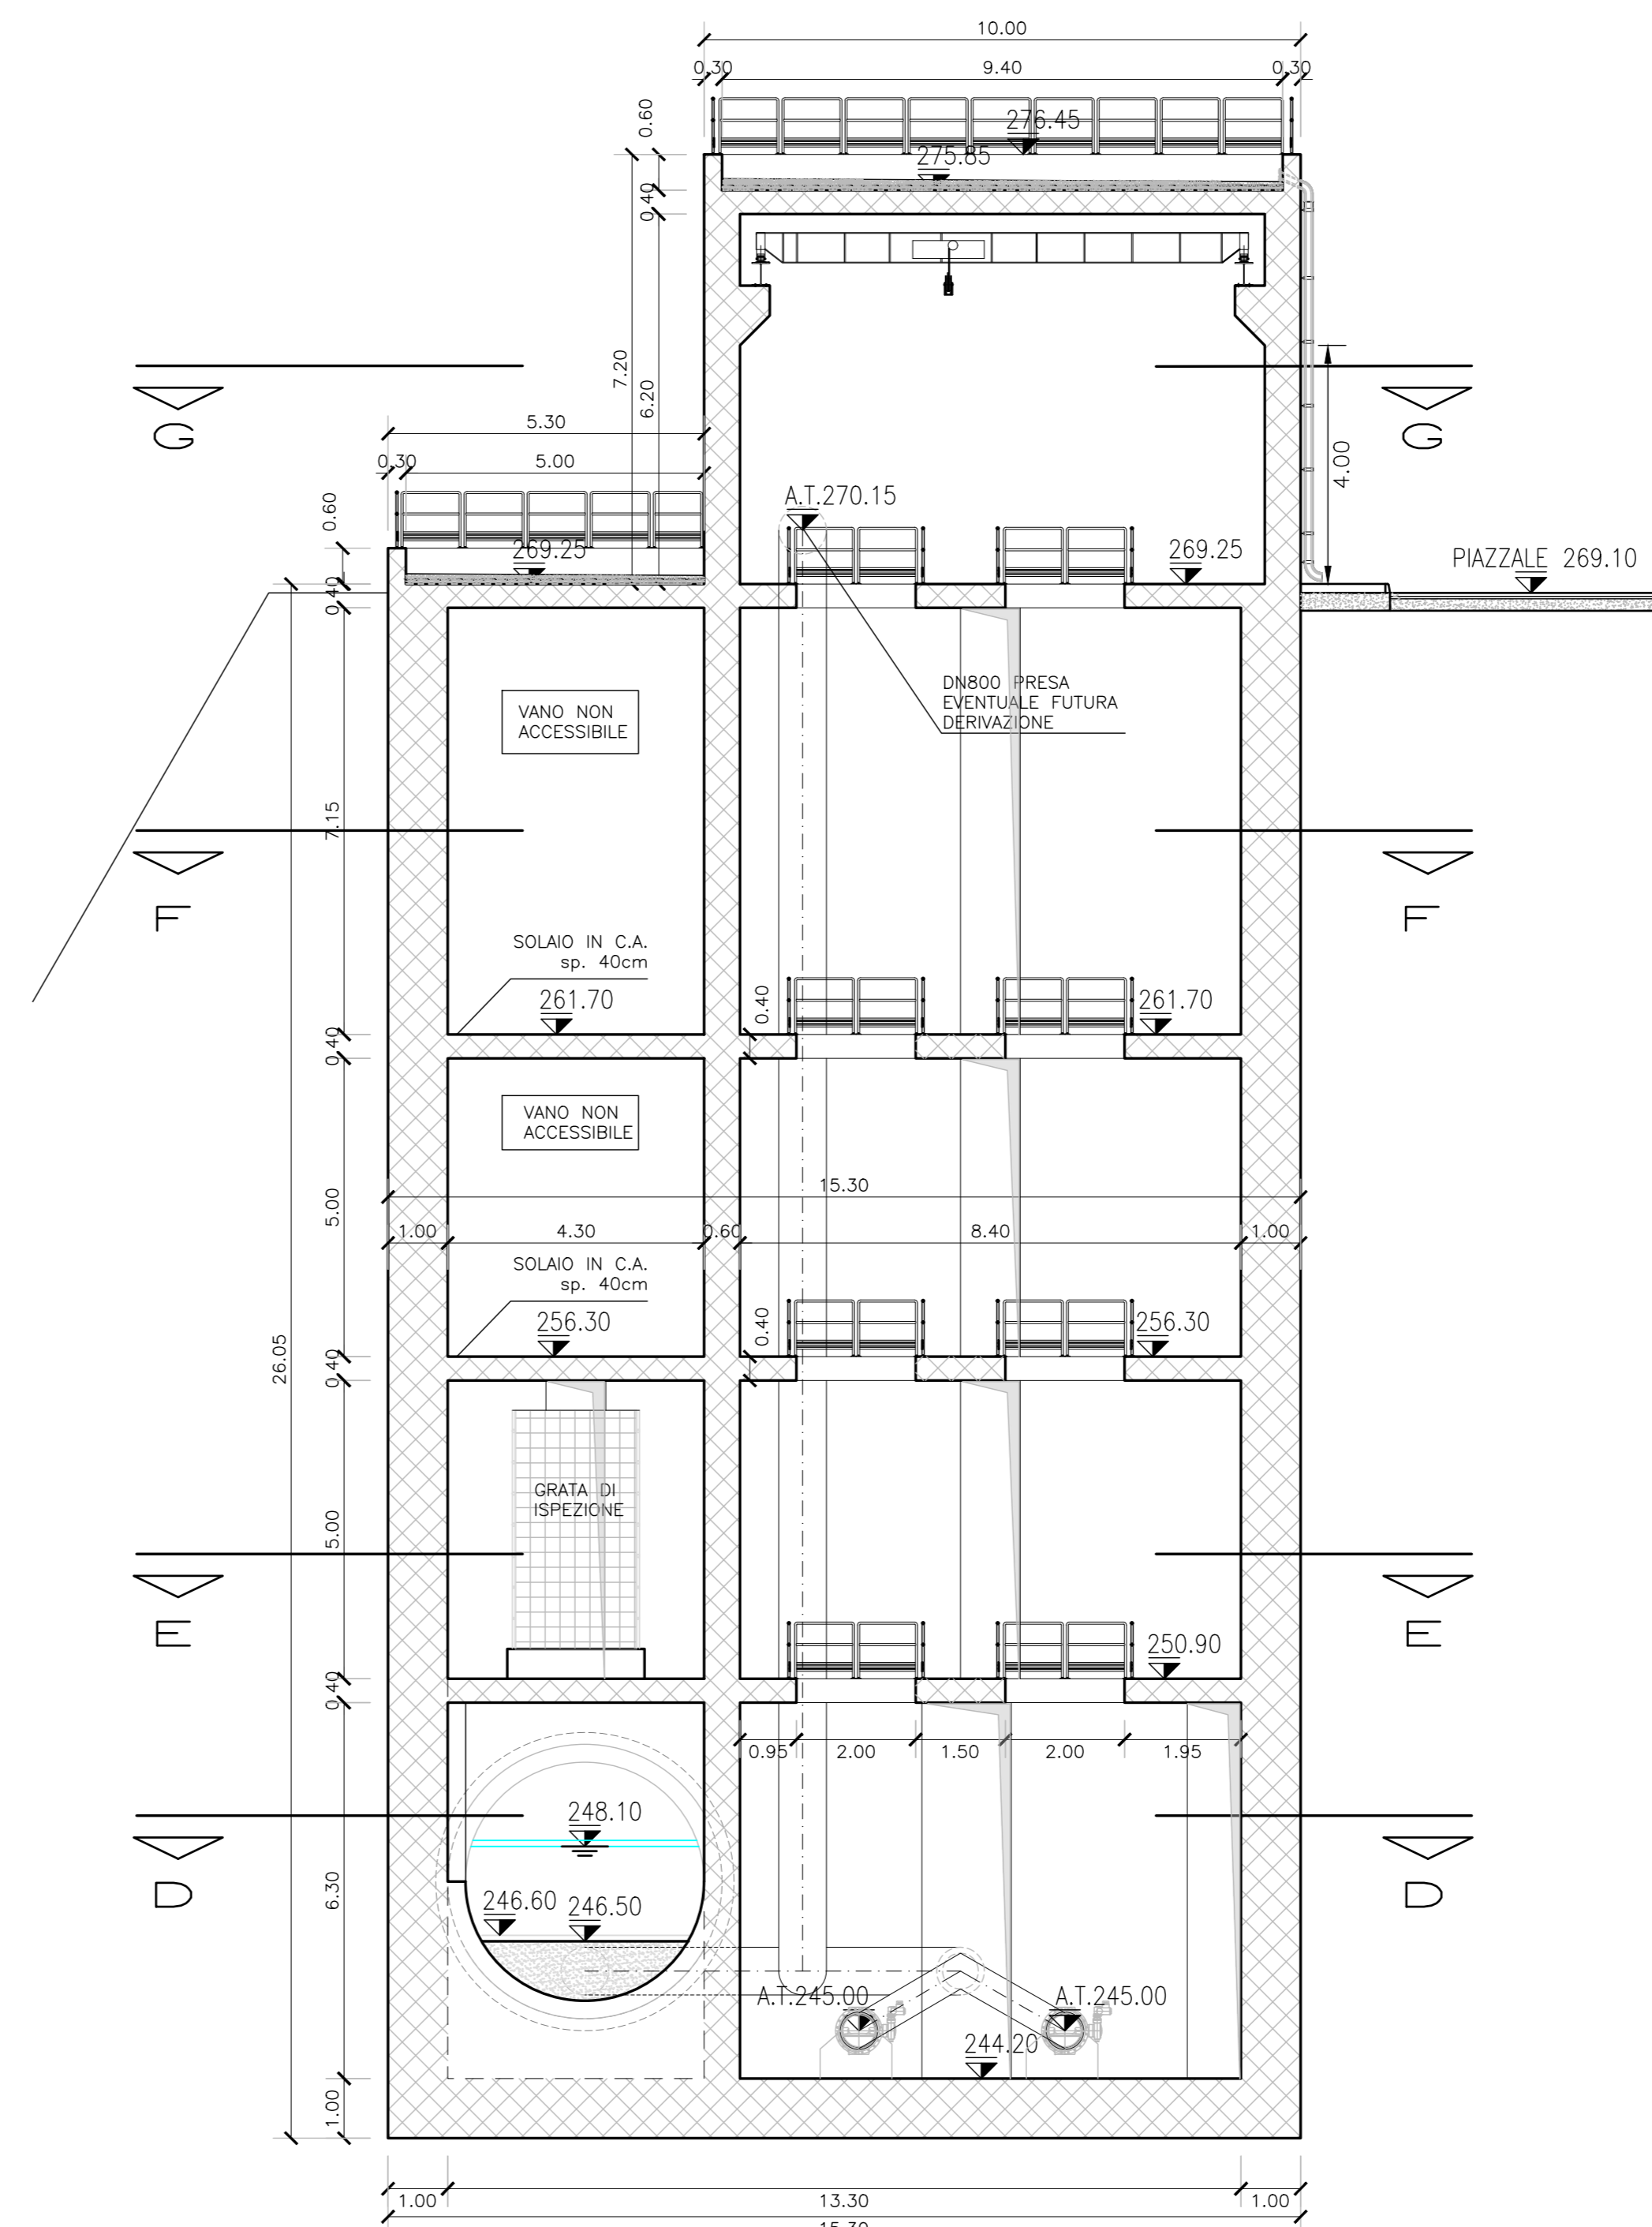 10.00
0.30
9.40
0.30
0.60
276.45
275.85
0.40
7.20
6.20
G
G
5.30
4.00
0.30
5.00
A.T.270.15
0.60
269.25
269.25
PIAZZALE 269.10
0.40
DN800 PRESA
EVENTUALE FUTURA
DERIVAZIONE
VANO NON
ACCESSIBILE
7.15
F
F
SOLAIO IN C.A.
sp. 40cm
261.70
0.40
261.70
0.40
VANO NON
ACCESSIBILE
15.30
5.00
1.00
4.30
0.60
8.40
1.00
SOLAIO IN C.A.
sp. 40cm
256.30
0.40
256.30
26.05
0.40
GRATA DI
ISPEZIONE
5.00
E
E
250.90
0.40
0.95
2.00
1.50
2.00
1.95
248.10
D
D
6.30
246.60
246.50
A.T.245.00
A.T.245.00
244.20
1.00
1.00
13.30
1.00
15.30